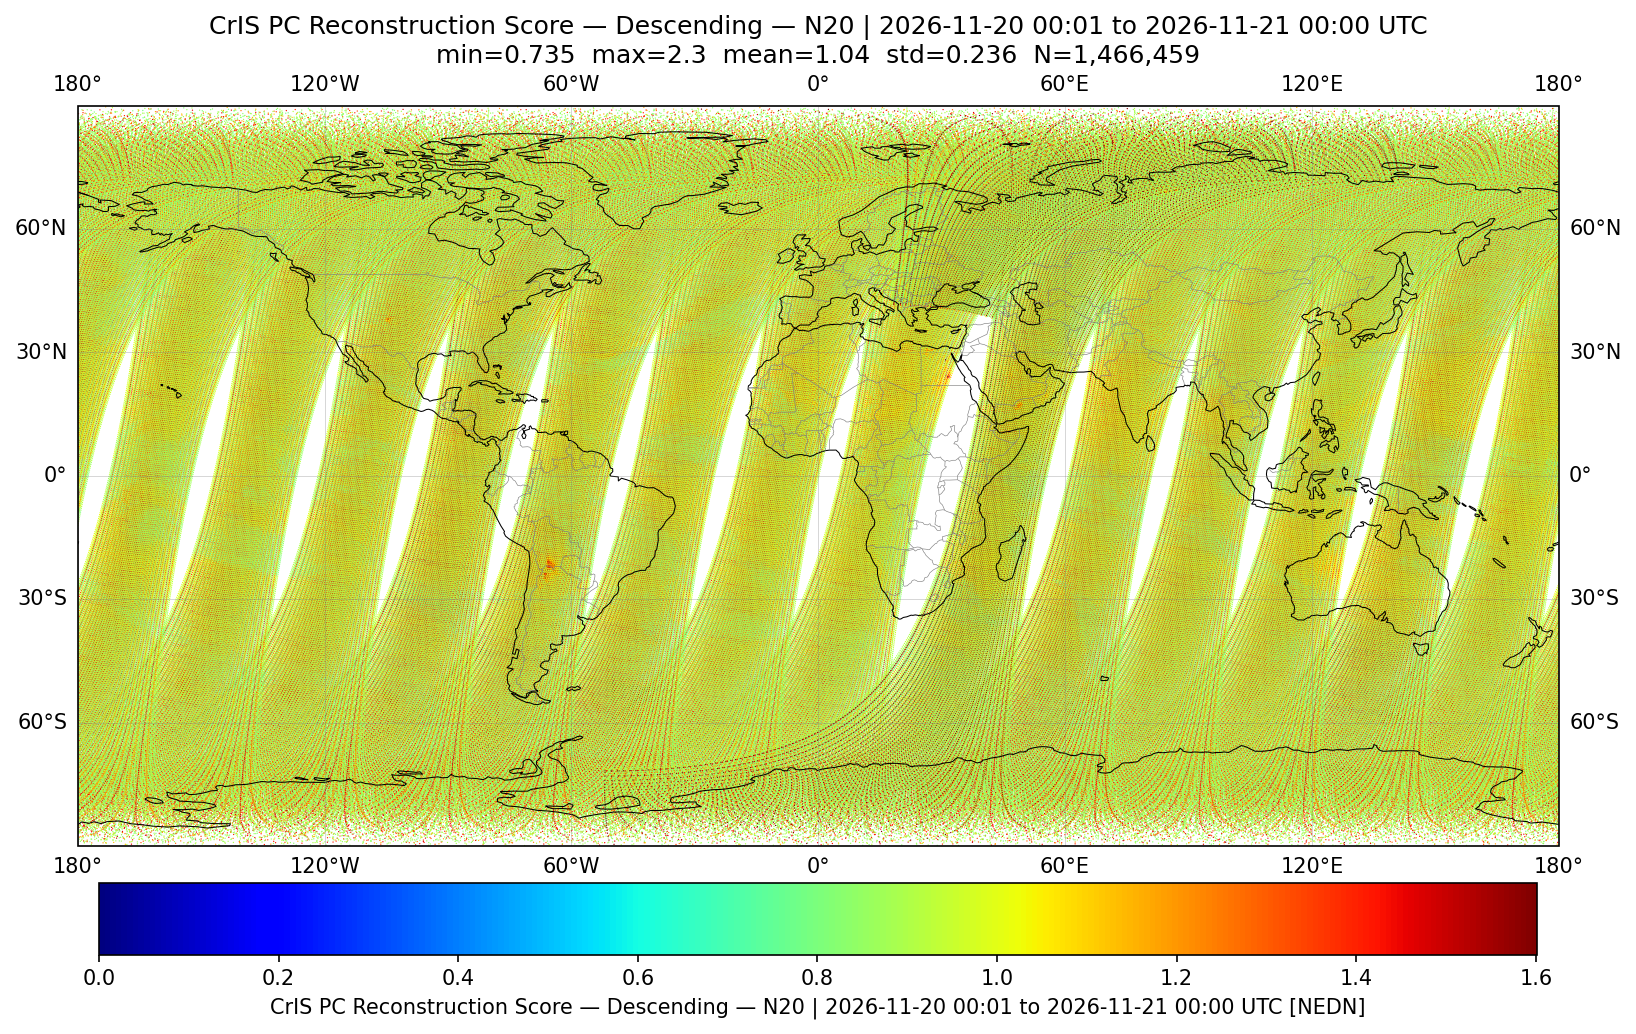 CrIS PC Reconstruction Score — Descending — N20 | 2026-11-20 00:01 to 2026-11-21 00:00 UTC
min=0.735 max=2.3 mean=1.04 std=0.236 N=1,466,459
180° 120°W 60°W 0° 60°E 120°E 180°
60°N 60°N
30°N 30°N
0° 0°
30°S 30°S
60°S 60°S
180° 120°W 60°W 0° 60°E 120°E 180°
0.0 0.2 0.4 0.6 0.8 1.0 1.2 1.4 1.6
CrIS PC Reconstruction Score — Descending — N20 | 2026-11-20 00:01 to 2026-11-21 00:00 UTC [NEDN]